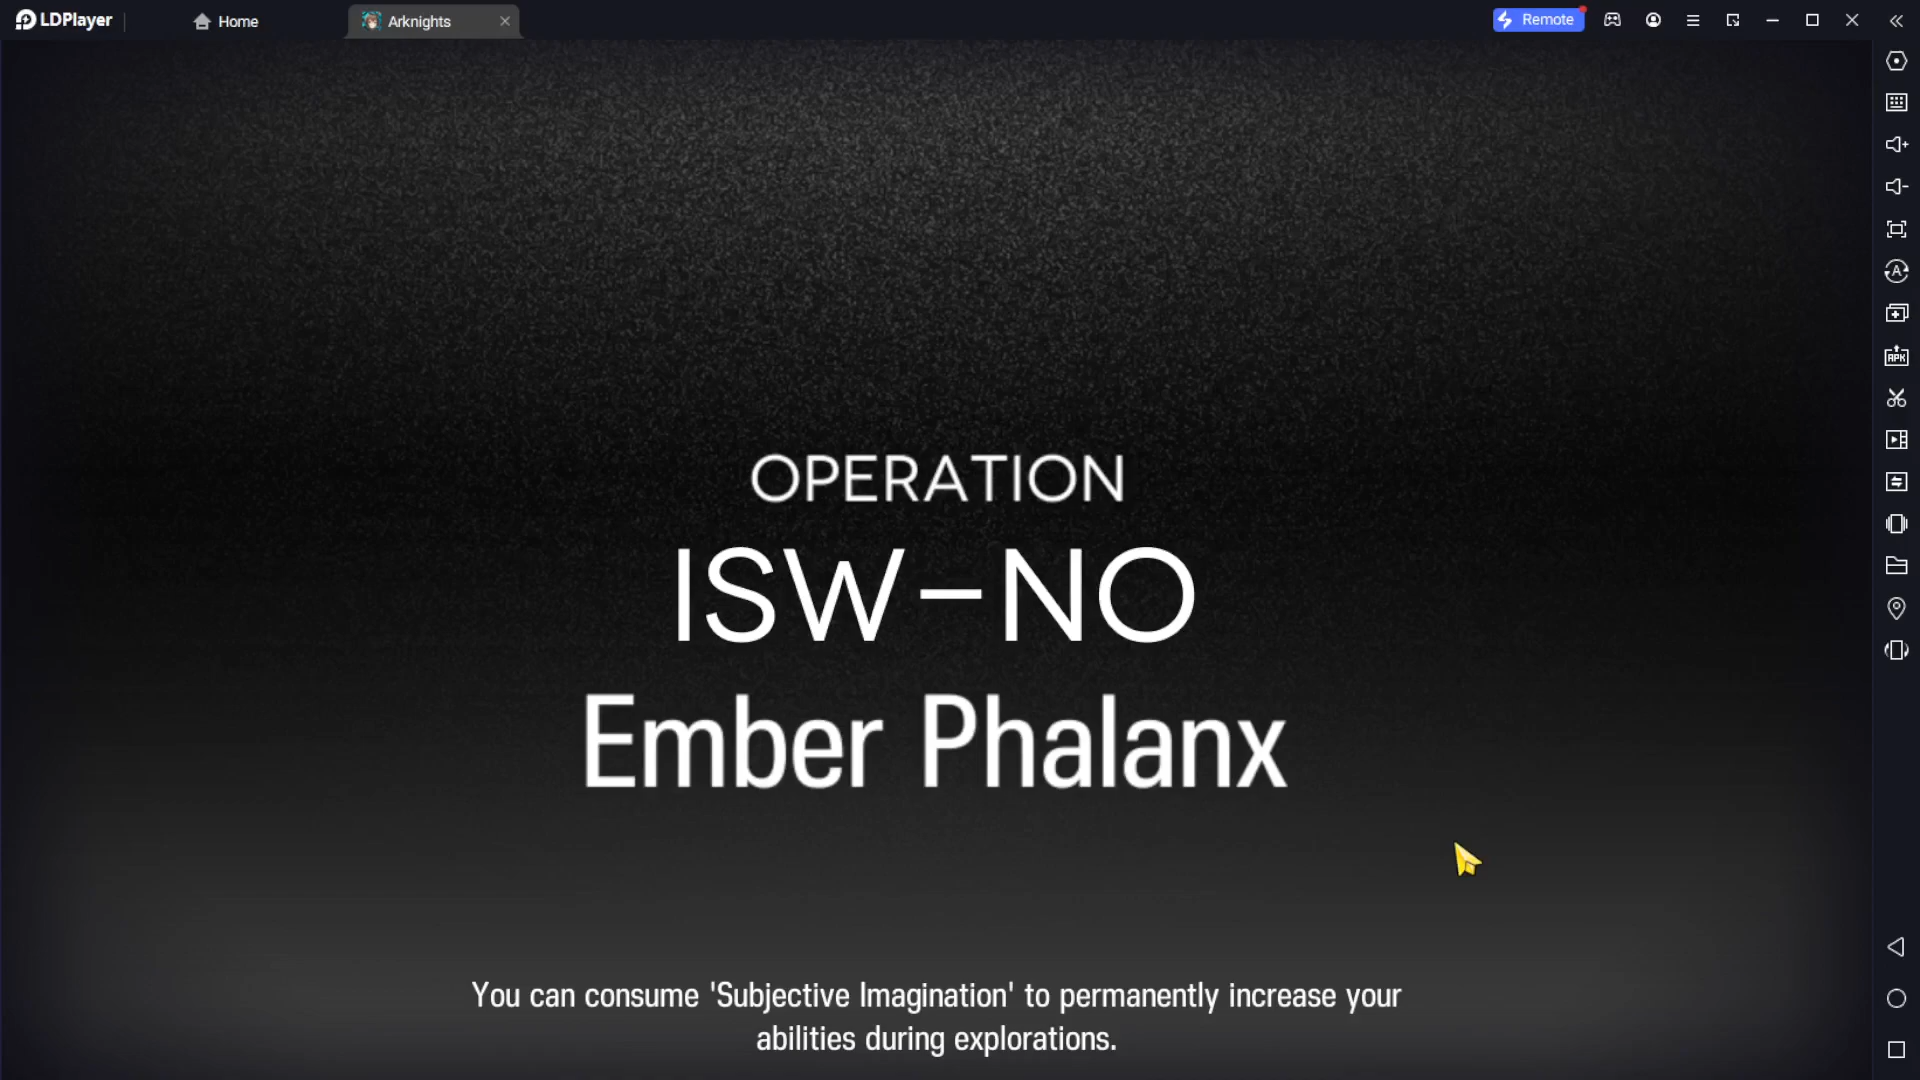 LDPlayer
Home
Arknights
Remote
OPERATION
ISW-NO
Ember Phalanx
You can consume 'Subjective Imagination' to permanently increase your
abilities during explorations.
A
APK